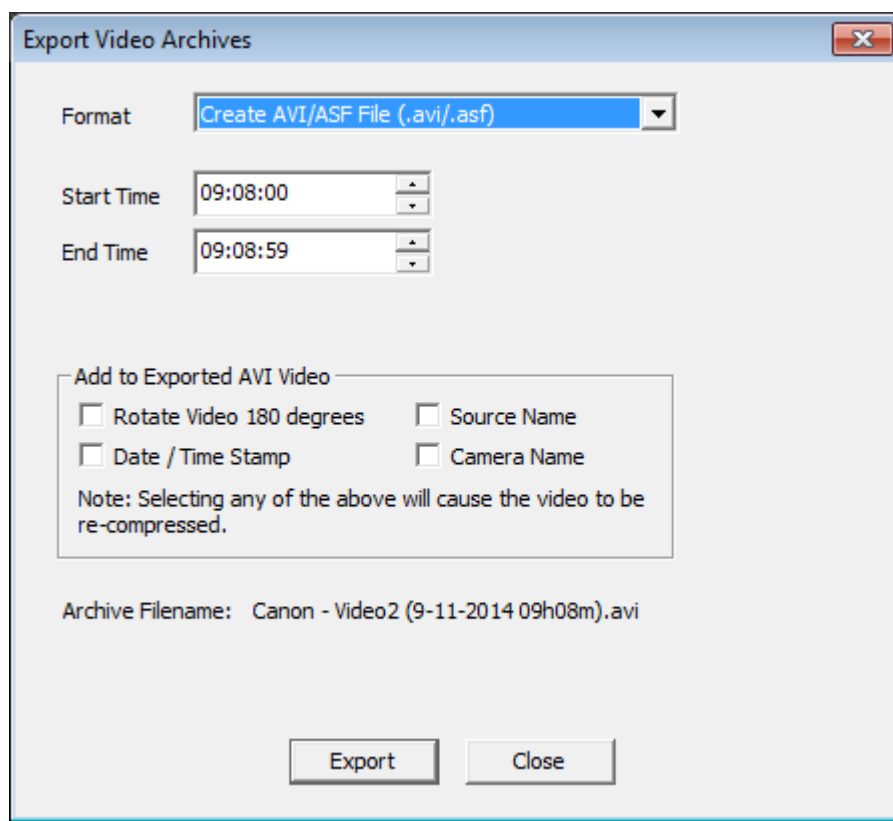 Export Video Archives
Format Create AVI/ASF File (.avi/.asf)
Start Time 09:08:00
End Time 09:08:59
Add to Exported AVI Video
Rotate Video 180 degrees Source Name
Date / Time Stamp Camera Name
Note: Selecting any of the above will cause the video to be
re-compressed.
Archive Filename: Canon - Video2 (9-11-2014 09h08m).avi
Export Close